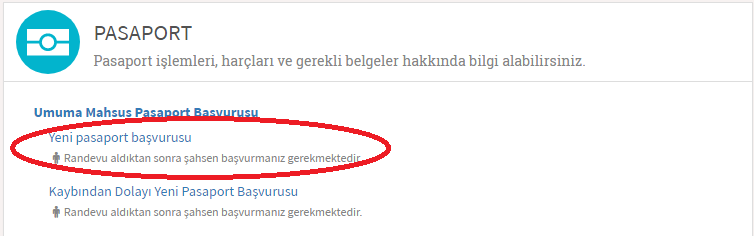 PASAPORT
Pasaport işlemleri, harçları ve gerekli belgeler hakkında bilgi alabilirsiniz.
Umuma Mahsus Pasaport Başvurusu
Yeni pasaport başvurusu
Randevu aldıktan sonra şahsen başvurmanız gerekmektedir.
Kaybından Dolayı Yeni Pasaport Başvurusu
Randevu aldıktan sonra şahsen başvurmanız gerekmektedir.